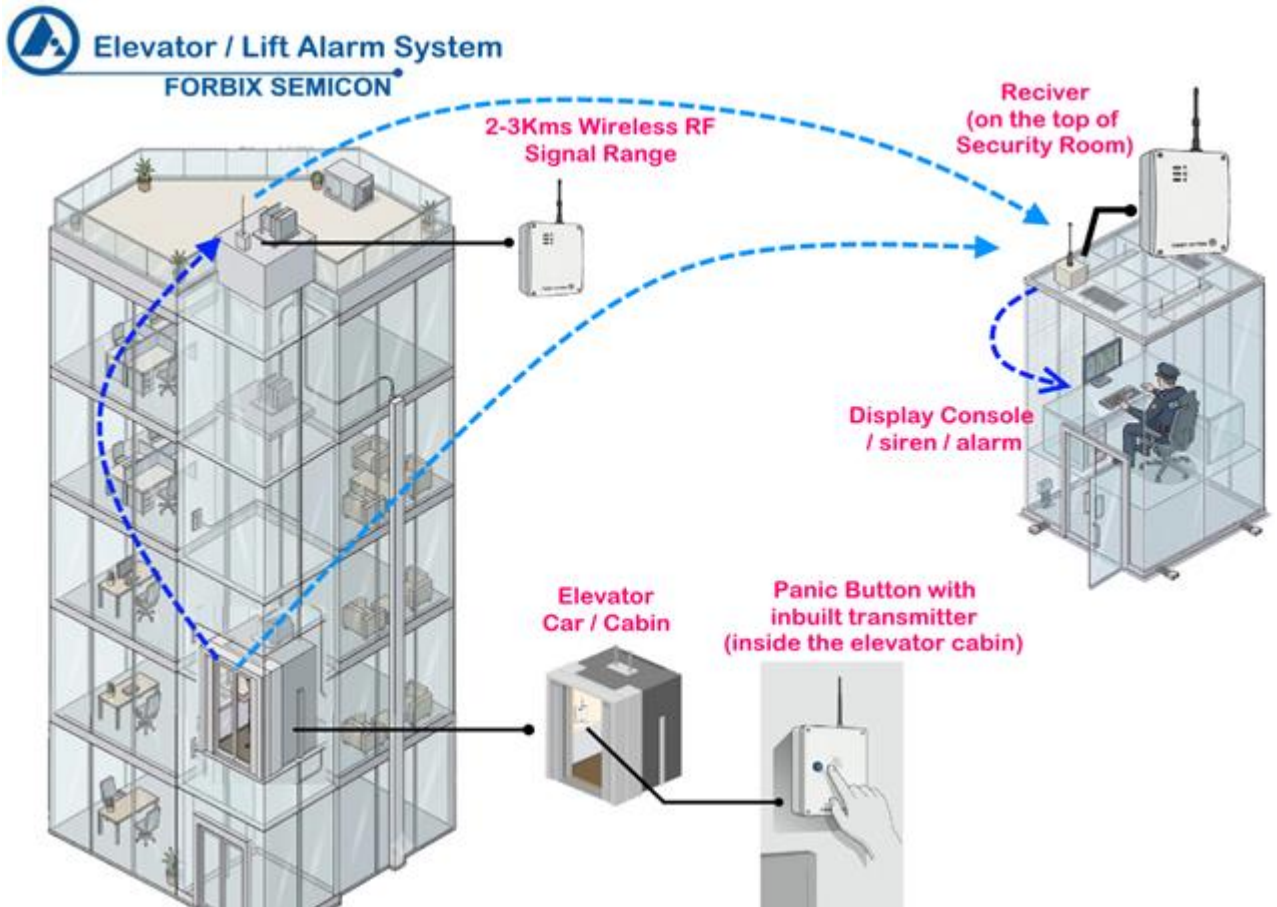 Elevator / Lift Alarm System
FORBIX SEMICON
2-3Kms Wireless RF
Signal Range
Reciver
(on the top of
Security Room)
Display Console
/ siren / alarm
Elevator
Car / Cabin
Panic Button with
inbuilt transmitter
(inside the elevator cabin)